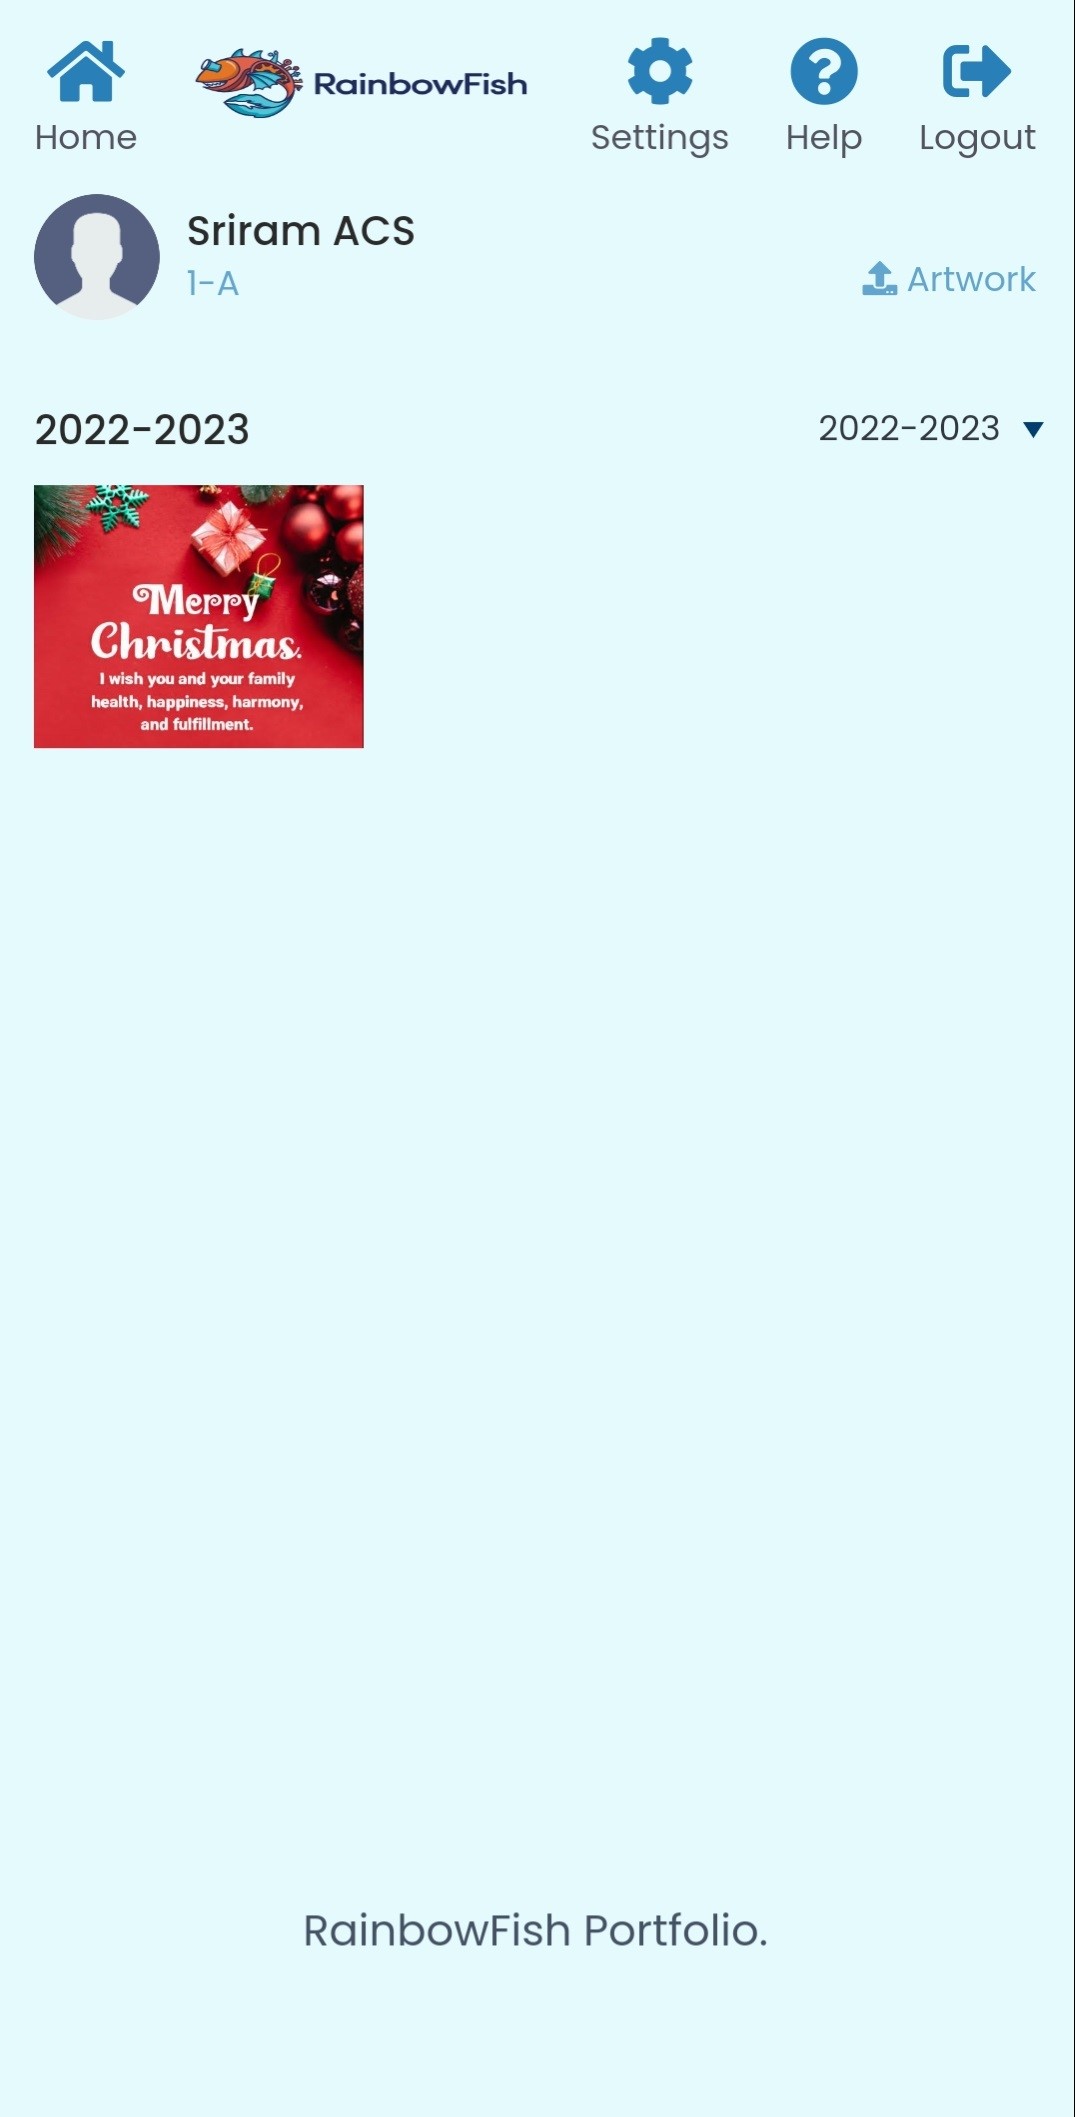 Home
RainbowFish
Settings
Help
Logout
Sriram ACS
1-A
Artwork
2022-2023
2022-2023
Merry
Christmas.
I wish you and your family
health, happiness, harmony,
and fulfillment.
RainbowFish Portfolio.